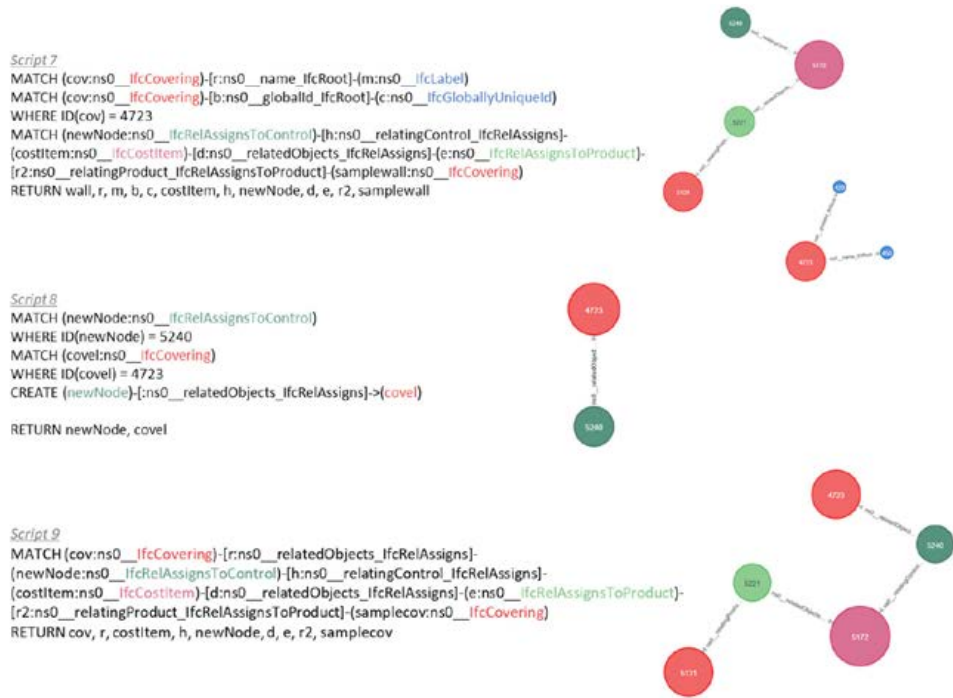 Script 7
MATCH (cov:ns0__IfcCovering)-[r:ns0__name_IfcRoot]-(m:ns0__IfcLabel)
MATCH (cov:ns0__IfcCovering)-[b:ns0__globalId_IfcRoot]-(c:ns0__IfcGloballyUniqueId)
WHERE ID(cov) = 4723
MATCH (newNode:ns0__IfcRelAssignsToControl)-[h:ns0__relatingControl_IfcRelAssigns]-
(costItem:ns0__IfcCostItem)-[d:ns0__relatedObjects_IfcRelAssigns]-(e:ns0__IfcRelAssignsToProduct)-
[r2:ns0__relatingProduct_IfcRelAssignsToProduct]-(samplewall:ns0__IfcCovering)
RETURN wall, r, m, b, c, costItem, h, newNode, d, e, r2, samplewall
5240
4723
Script 8
MATCH (newNode:ns0__IfcRelAssignsToControl)
WHERE ID(newNode) = 5240
MATCH (covel:ns0__IfcCovering)
WHERE ID(covel) = 4723
CREATE (newNode)-[:ns0__relatedObjects_IfcRelAssigns]->(covel)
RETURN newNode, covel
4723
ns0__relatedObject...
5240
Script 9
MATCH (cov:ns0__IfcCovering)-[r:ns0__relatedObjects_IfcRelAssigns]-
(newNode:ns0__IfcRelAssignsToControl)-[h:ns0__relatingControl_IfcRelAssigns]-
(costItem:ns0__IfcCostItem)-[d:ns0__relatedObjects_IfcRelAssigns]-(e:ns0__IfcRelAssignsToProduct)-
[r2:ns0__relatingProduct_IfcRelAssignsToProduct]-(samplecov:ns0__IfcCovering)
RETURN cov, r, costItem, h, newNode, d, e, r2, samplecov
4723
5240
5221
5172
5171